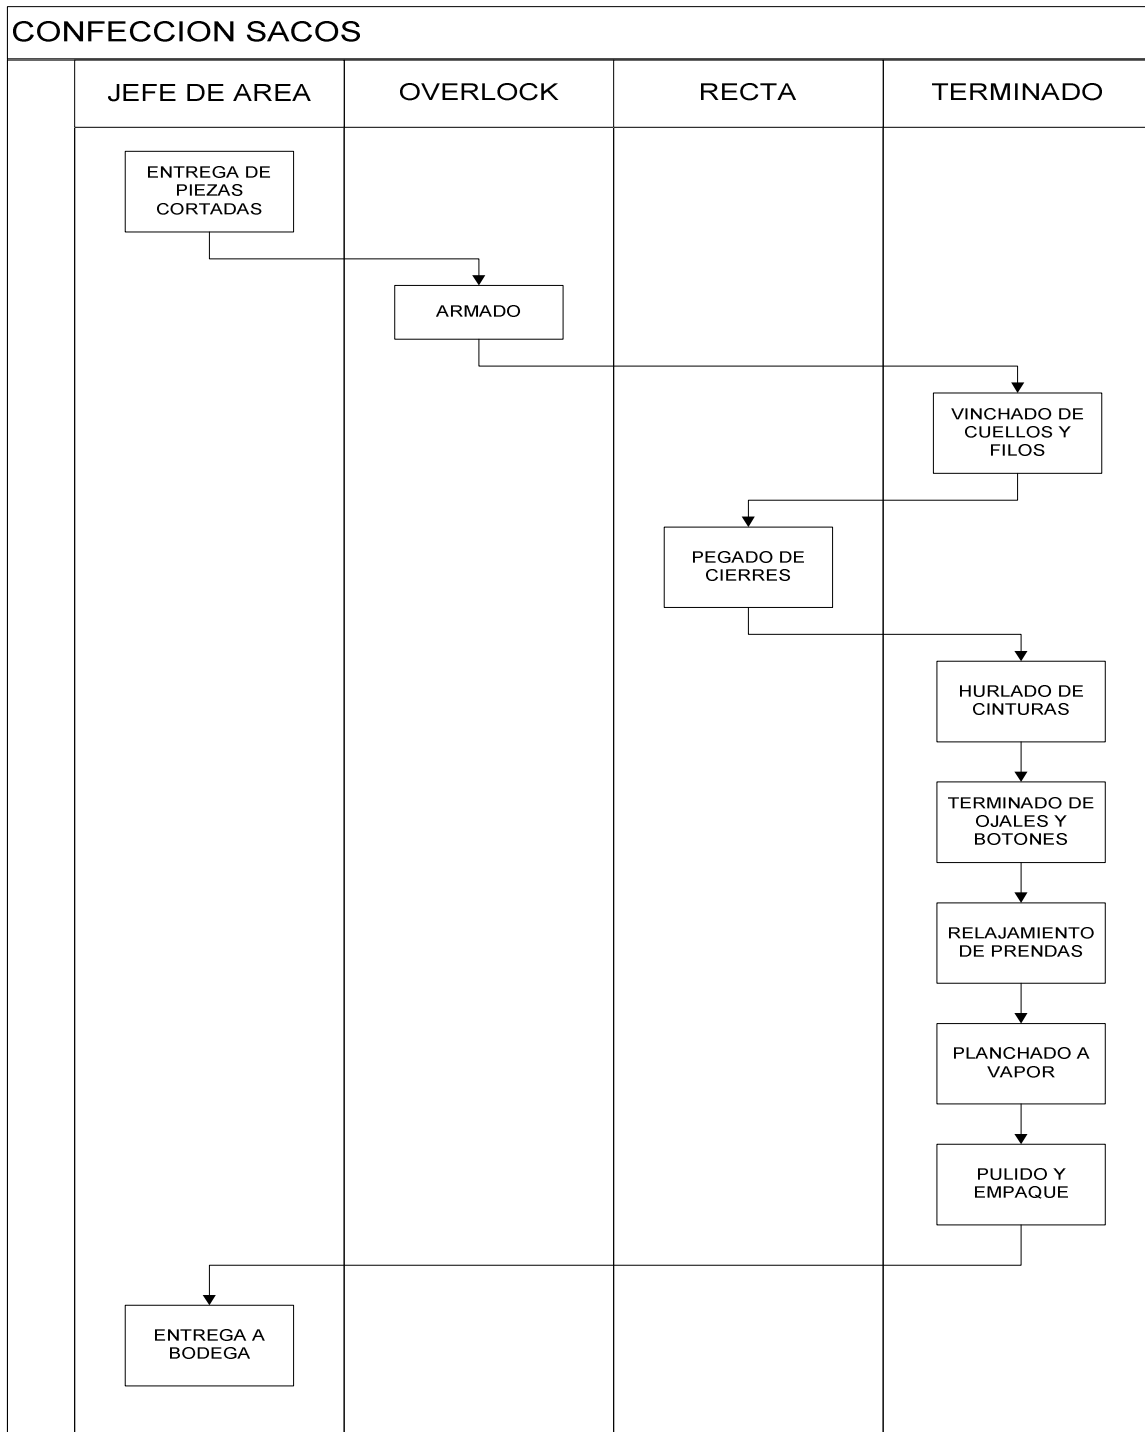 CONFECCION SACOS
JEFE DE AREA
OVERLOCK
RECTA
TERMINADO
ENTREGA DE
PIEZAS
CORTADAS
ARMADO
VINCHADO DE
CUELLOS Y
FILOS
PEGADO DE
CIERRES
HURLADO DE
CINTURAS
TERMINADO DE
OJALES Y
BOTONES
RELAJAMIENTO
DE PRENDAS
PLANCHADO A
VAPOR
PULIDO Y
EMPAQUE
ENTREGA A
BODEGA